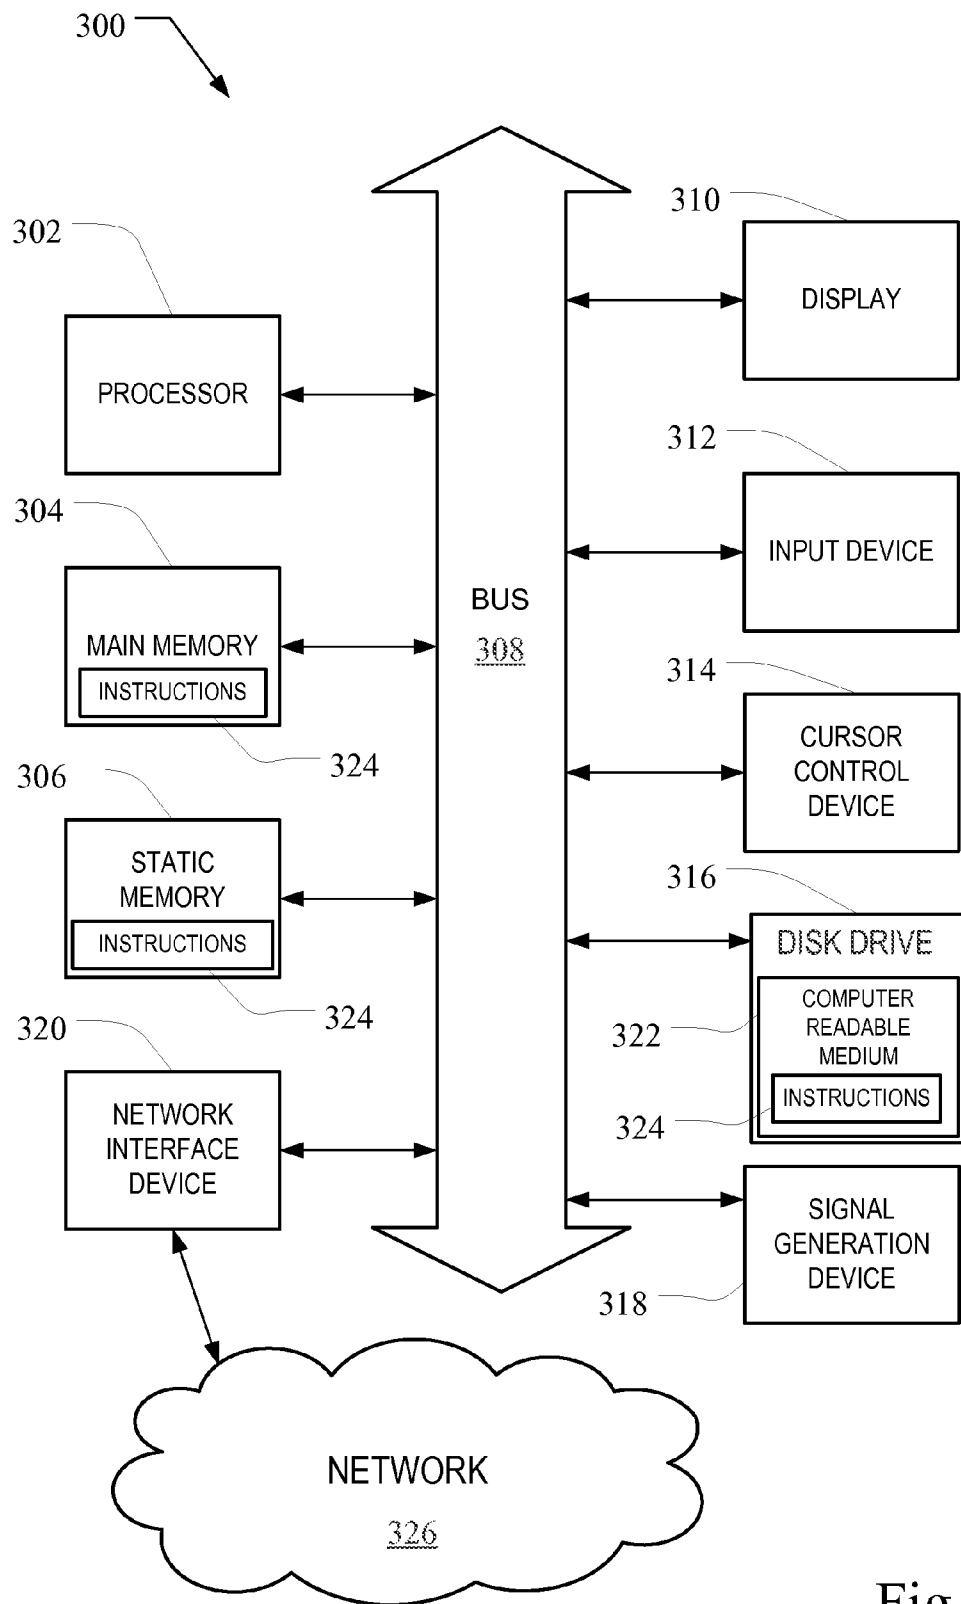 300
302
PROCESSOR
304
MAIN MEMORY
INSTRUCTIONS
324
306
STATIC
MEMORY
INSTRUCTIONS
324
320
NETWORK
INTERFACE
DEVICE
BUS
308
310
DISPLAY
312
INPUT DEVICE
314
CURSOR
CONTROL
DEVICE
316
DISK DRIVE
322
COMPUTER
READABLE
MEDIUM
324
INSTRUCTIONS
318
SIGNAL
GENERATION
DEVICE
NETWORK
326
Fig